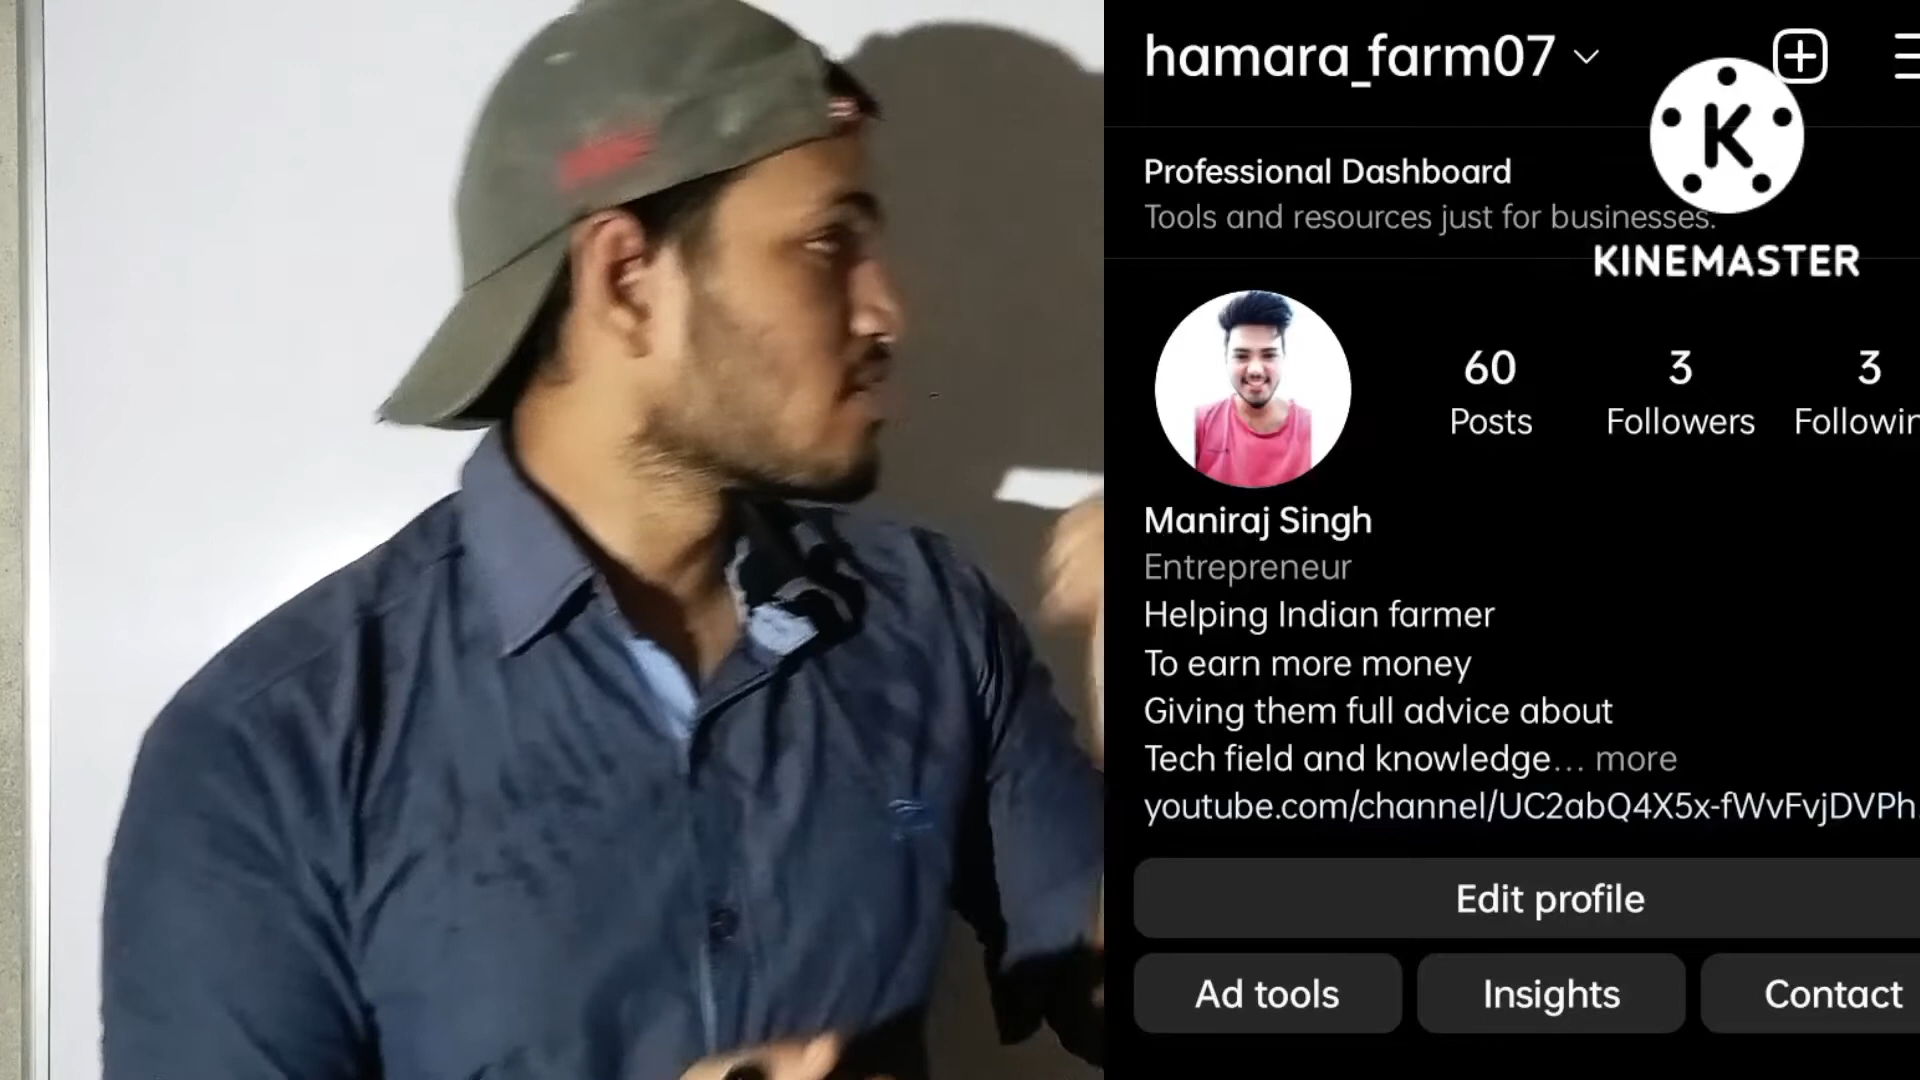 hamara_farm07
Professional Dashboard
Tools and resources just for businesses.
KINEMASTER
60
Posts
3
Followers
3
Followin
Maniraj Singh
Entrepreneur
Helping Indian farmer
To earn more money
Giving them full advice about
Tech field and knowledge... more
youtube.com/channel/UC2abQ4X5x-fWvFvjDVPh
Edit profile
Ad tools
Insights
Contact